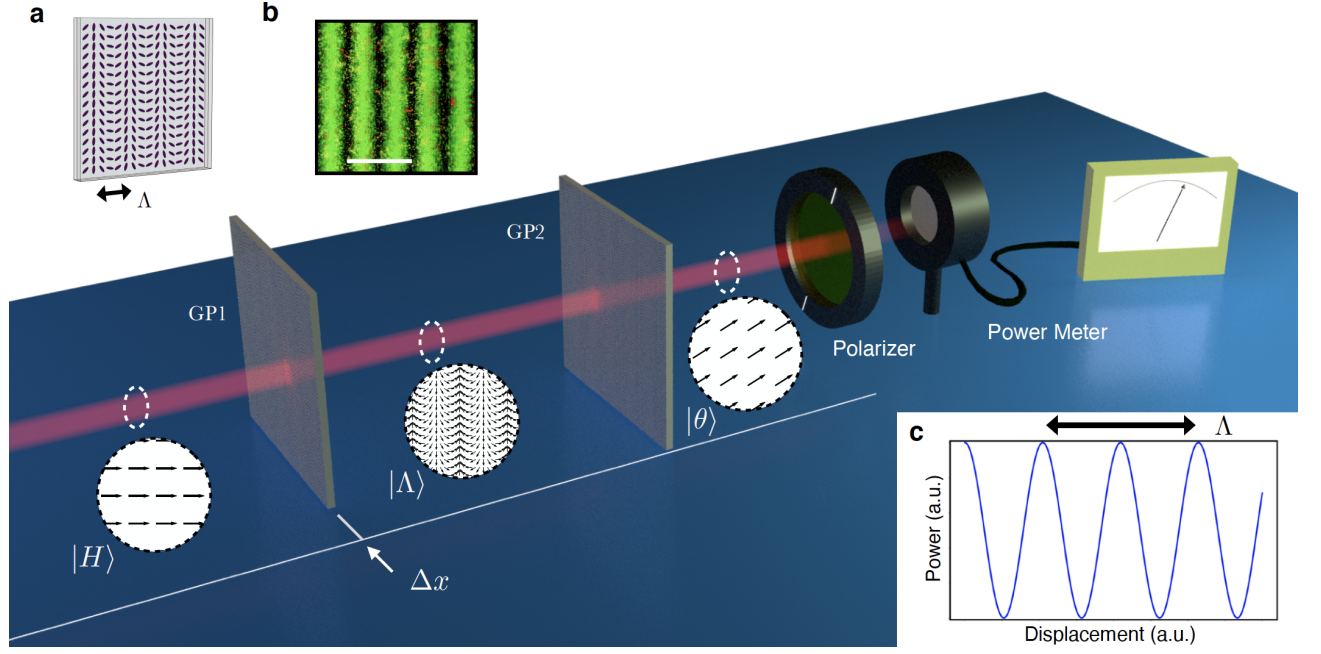 a
b
Λ
GP1
GP2
Polarizer
Power Meter
|H⟩
|Λ⟩
|θ⟩
Δx
c
Λ
Power (a.u.)
Displacement (a.u.)